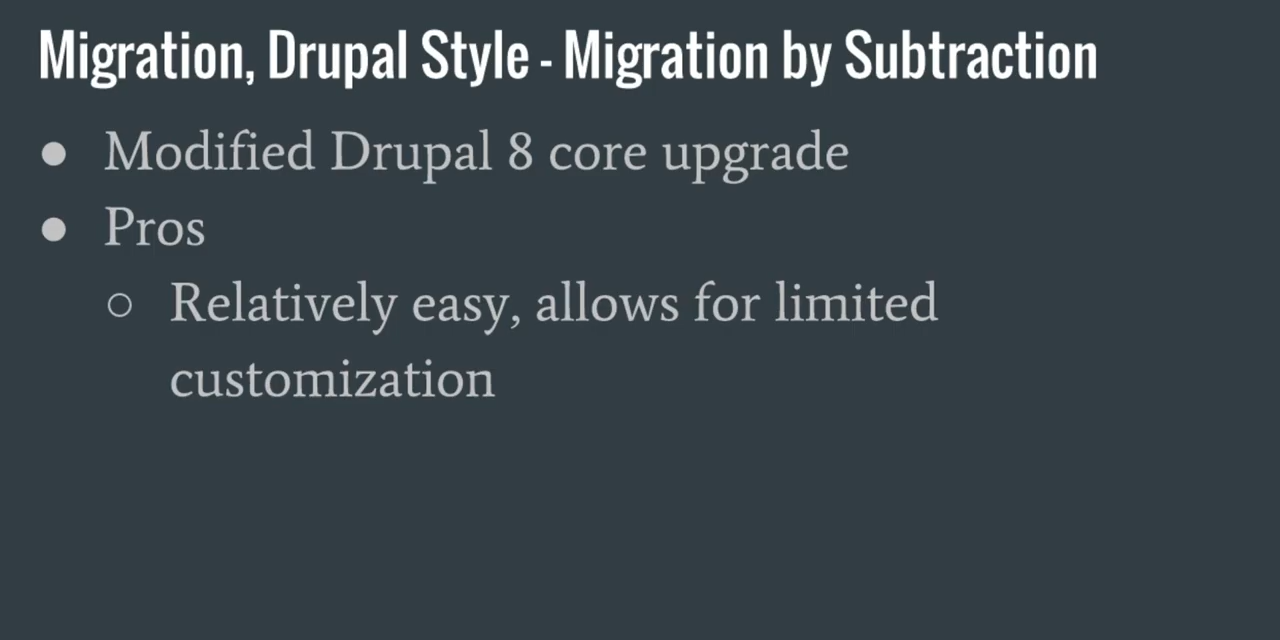 Migration, Drupal Style - Migration by Subtraction
● Modified Drupal 8 core upgrade
● Pros
○ Relatively easy, allows for limited
customization